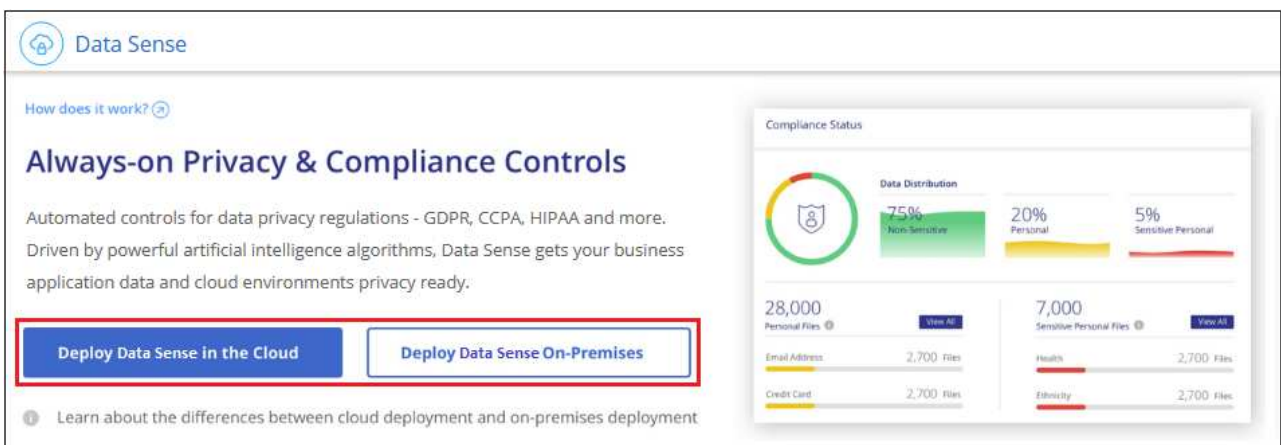 Data Sense
How does it work?
Always-on Privacy & Compliance Controls
Automated controls for data privacy regulations - GDPR, CCPA, HIPAA and more.
Driven by powerful artificial intelligence algorithms, Data Sense gets your business
application data and cloud environments privacy ready.
Deploy Data Sense in the Cloud
Deploy Data Sense On-Premises
Learn about the differences between cloud deployment and on-premises deployment
Compliance Status
Data Distribution
75%
Non-Sensitive
20%
Personal
5%
Sensitive Personal
28,000
Personal Files
View All
Email Address
2,700 Files
Credit Card
2,700 Files
7,000
Sensitive Personal Files
View All
Health
2,700 Files
Ethnicity
2,700 Files